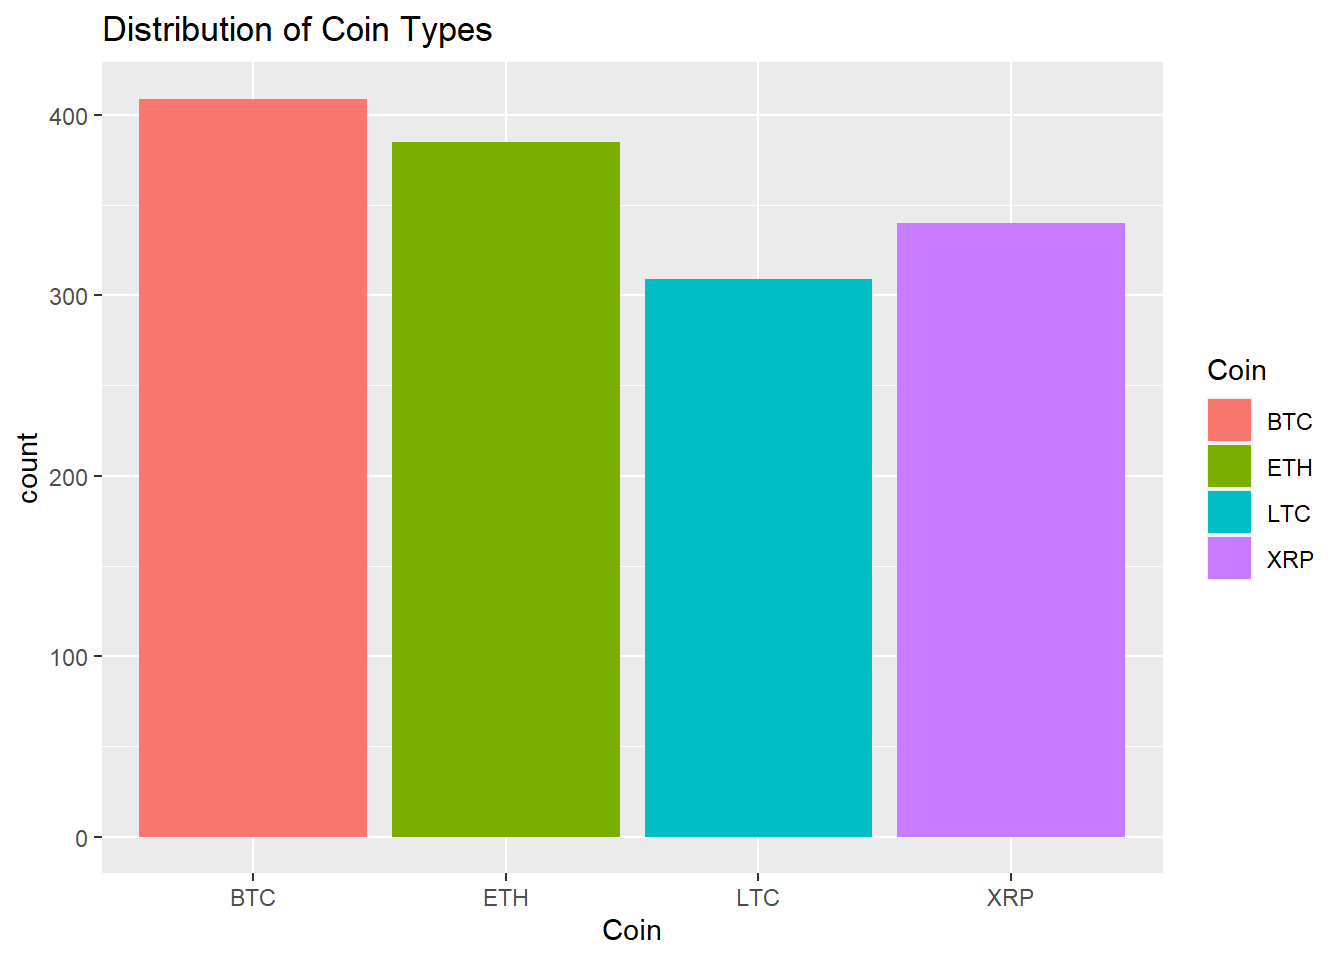 Distribution of Coin Types
400
300
200
100
0
count
BTC ETH LTC XRP
Coin
Coin
BTC
ETH
LTC
XRP